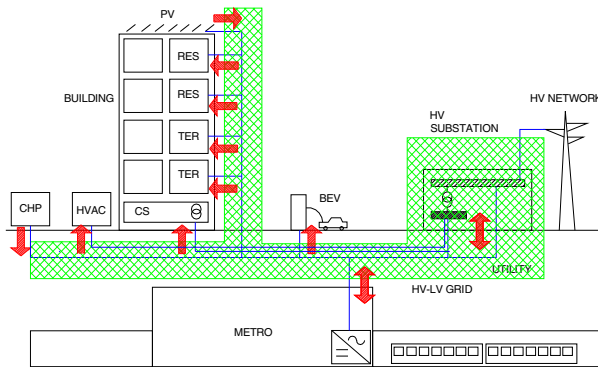 PV
RES
BUILDING
RES
HV NETWORK
HV
SUBSTATION
TER
TER
CHP
HVAC
CS
BEV
UTILITY
HV-LV GRID
METRO